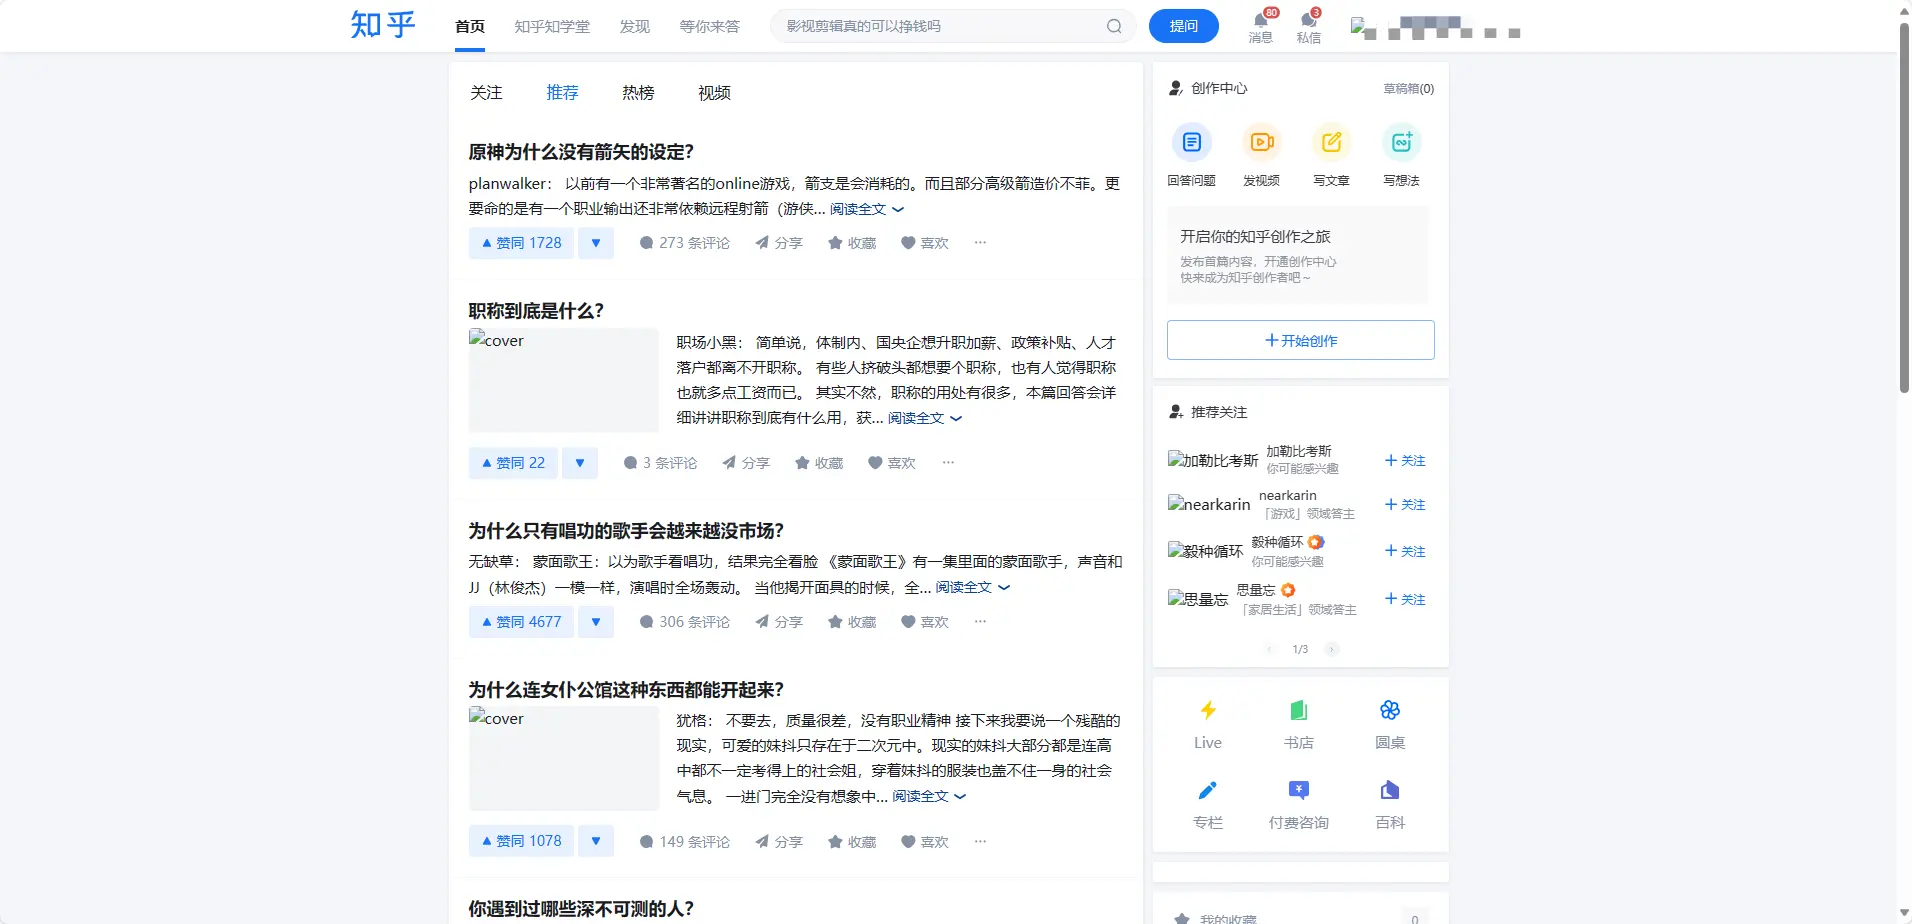 知乎
首页 知乎知学堂 发现 等你来答 影视剪辑真的可以挣钱吗 提问 80 消息 3 私信
关注 推荐 热榜 视频
原神为什么没有箭矢的设定？
planwalker： 以前有一个非常著名的online游戏，箭支是会消耗的。而且部分高级箭造价不菲。更
要命的是有一个职业输出还非常依赖远程射箭（游侠... 阅读全文
赞同 1728 273 条评论 分享 收藏 喜欢 ···
职称到底是什么？
cover
职场小黑： 简单说，体制内、国央企想升职加薪、政策补贴、人才
落户都离不开职称。 有些人挤破头都想要个职称，也有人觉得职称
也就多点工资而已。 其实不然，职称的用处有很多，本篇回答会详
细讲讲职称到底有什么用，获... 阅读全文
赞同 22 3 条评论 分享 收藏 喜欢 ···
为什么只有唱功的歌手会越来越没市场？
无缺草： 蒙面歌王：以为歌手看唱功，结果完全看脸 《蒙面歌王》有一集里面的蒙面歌手，声音和
JJ（林俊杰）一模一样，演唱时全场轰动。 当他揭开面具的时候，全... 阅读全文
赞同 4677 306 条评论 分享 收藏 喜欢 ···
为什么连女仆公馆这种东西都能开起来？
cover
犹格： 不要去，质量很差，没有职业精神 接下来我要说一个残酷的
现实，可爱的妹抖只存在于二次元中。现实的妹抖大部分都是连高
中都不一定考得上的社会姐，穿着妹抖的服装也盖不住一身的社会
气息。 一进门完全没有想象中... 阅读全文
赞同 1078 149 条评论 分享 收藏 喜欢 ···
你遇到过哪些深不可测的人？
创作中心 草稿箱(0)
回答问题 发视频 写文章 写想法
开启你的知乎创作之旅
发布首篇内容，开通创作中心
快来成为知乎创作者吧～
开始创作
推荐关注
加勒比考斯 加勒比考斯 + 关注
你可能感兴趣
nearkarin nearkarin + 关注
「游戏」领域答主
毅种循环 毅种循环 + 关注
你可能感兴趣
思量忘 思量忘 + 关注
「家居生活」领域答主
1/3
Live 书店 圆桌
专栏 付费咨询 百科
我的收藏 0